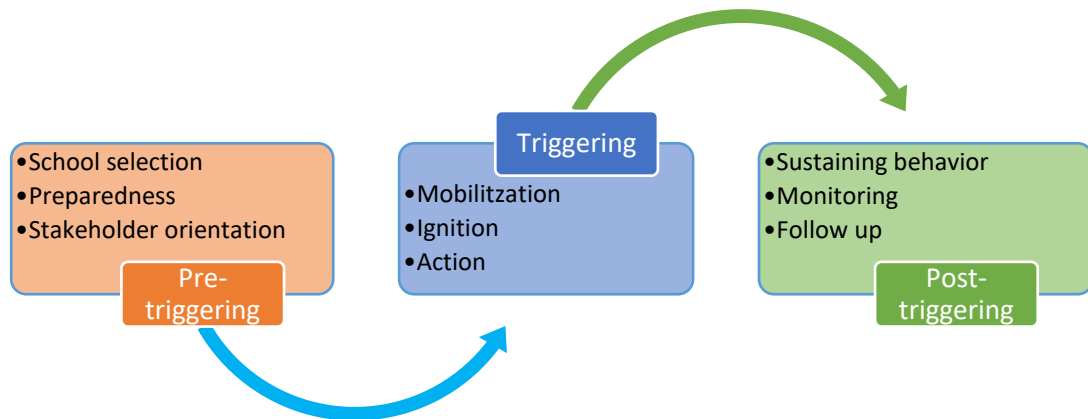 •School selection
•Preparedness
•Stakeholder orientation
Pre-
triggering
Triggering
•Mobilitzation
•Ignition
•Action
•Sustaining behavior
•Monitoring
•Follow up
Post-
triggering